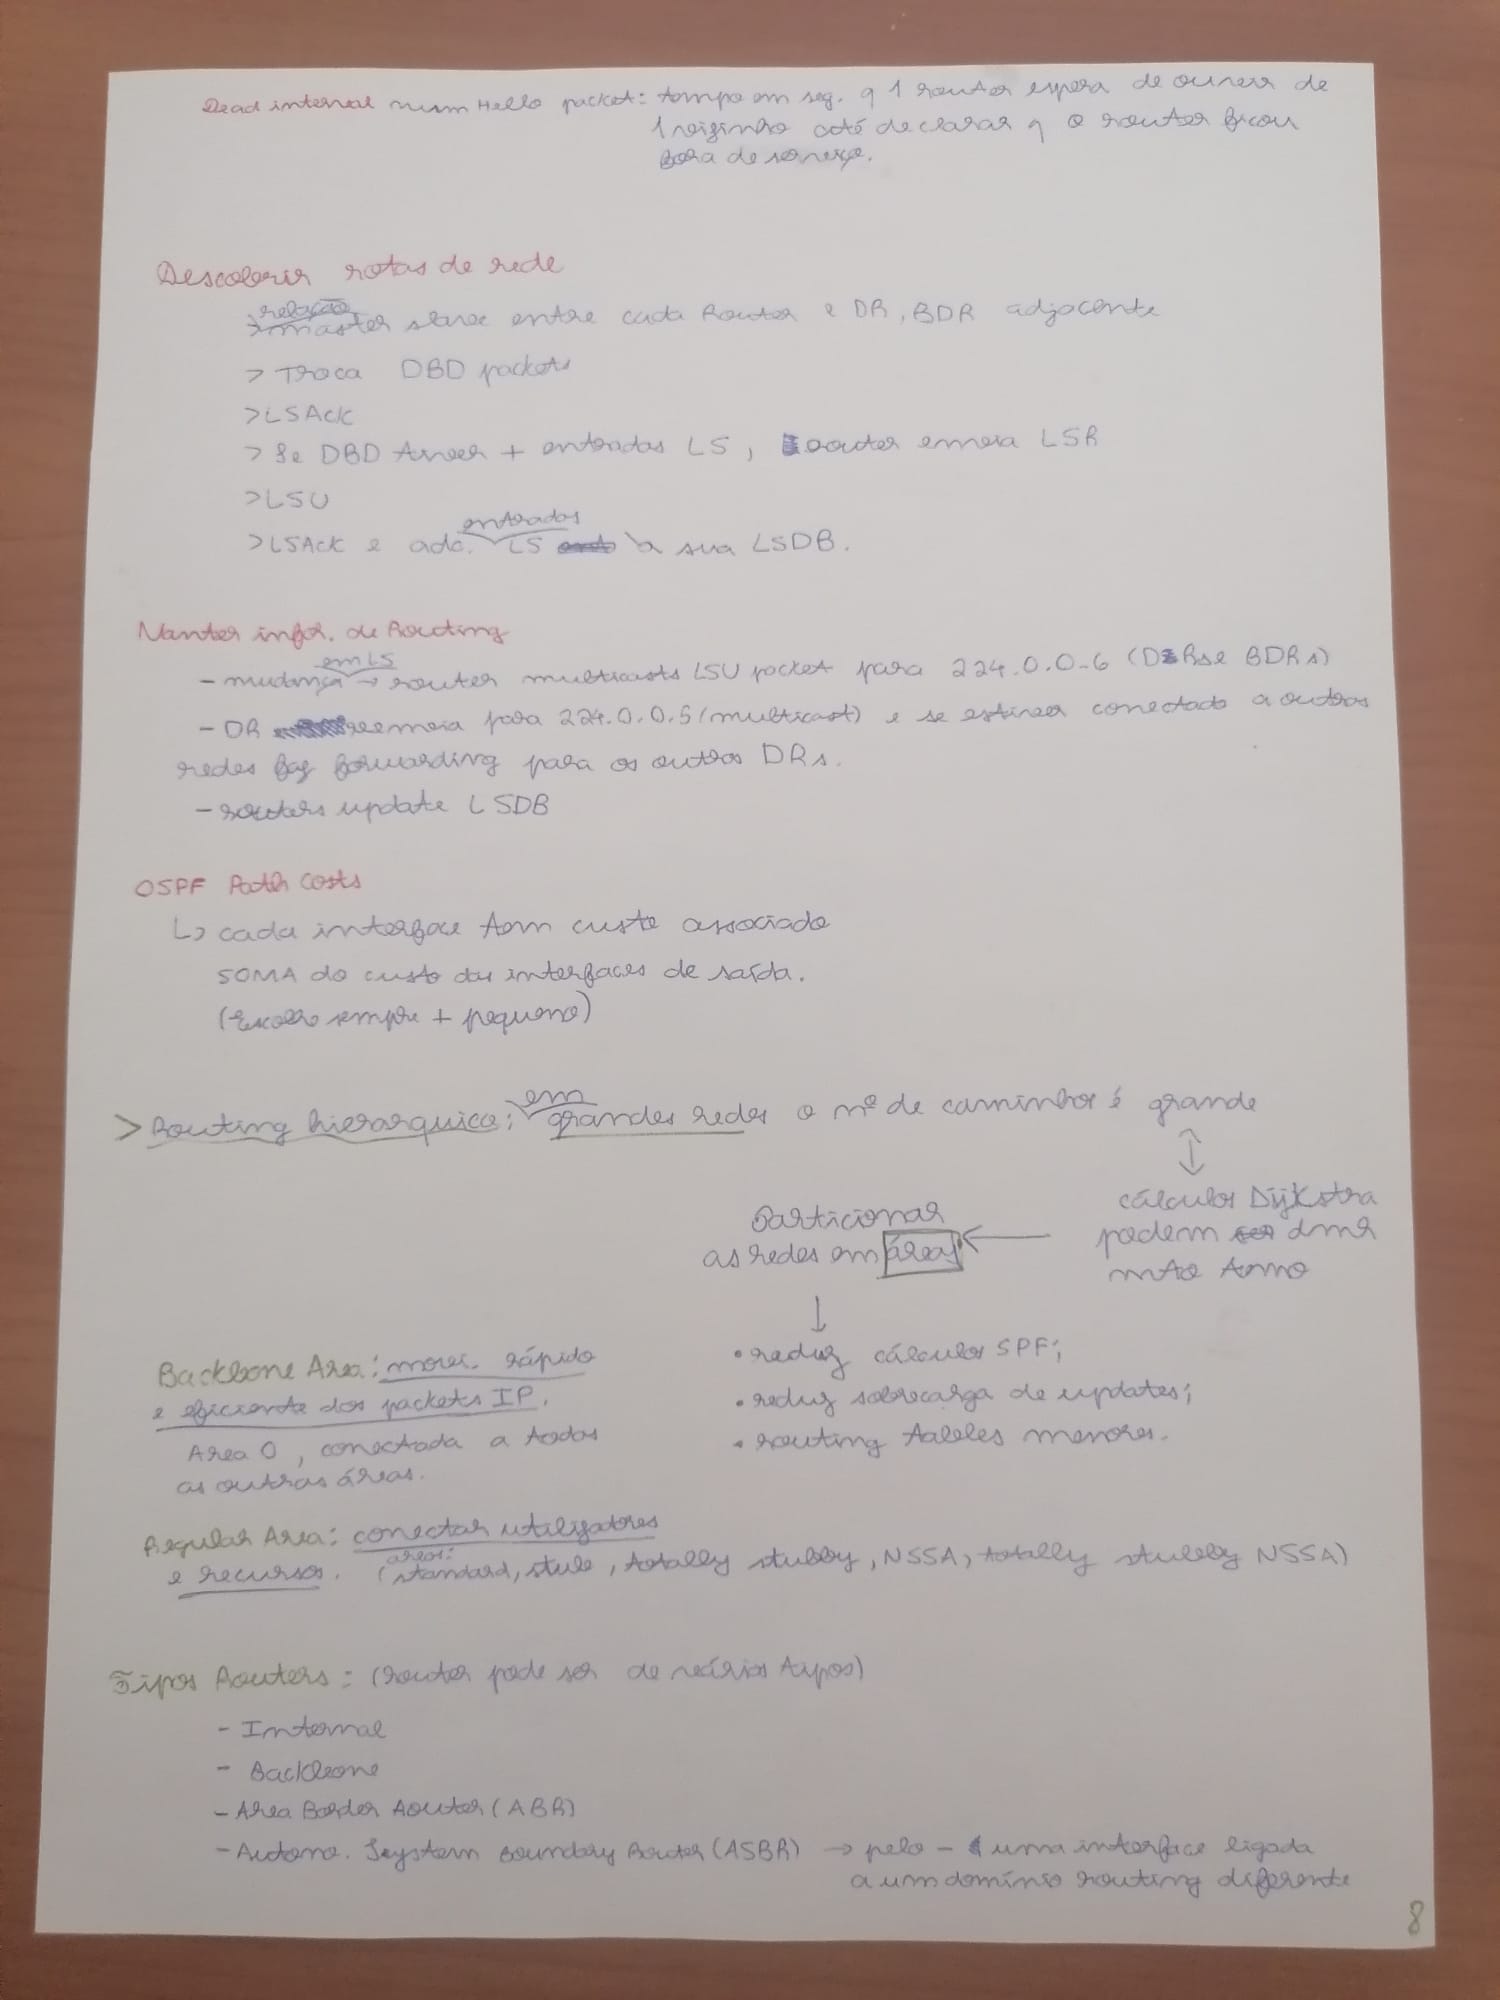 Dead interval num Hello packet: tempo em seg. q 1 router espera de ouvir de
1 vizinho até declarar q o router ficou
fora de serviço.
Descobrir rotas de rede
> relação master slave entre cada Router e DR, BDR adjacente
> Troca DBD packets
> LSAck
> Se DBD tiver + entradas LS, router envia LSR
> LSU
> LSAck e adc. entradas LS à sua LSDB.
Manter infor. de Routing
- mudança em LS → router multicasts LSU packet para 224.0.0.6 (DRs e BDRs)
- DR reenvia para 224.0.0.5 (multicast) e se estiver conectado a outras
redes faz forwarding para os outros DRs.
- routers update LSDB
OSPF Path costs
↳ cada interface tem custo associado
SOMA do custo das interfaces de saída.
(Escolho sempre + pequeno)
> Routing hierarquico: em grandes redes o nº de caminhos é grande
↕
cálculos Dijkstra
podem dmr
mto tempo
←
Particionar
as redes em áreas
↓
• reduz cálculos SPF;
• reduz sobrecarga de updates;
• routing tables menores.
Backbone Area: movi. rápido
e eficiente dos packets IP.
Area 0, conectada a todas
as outras áreas.
Regular Area: conectar utilizatores
e recursos. (areas: standard, stub, totally stubby, NSSA, totally stubby NSSA)
Tipos Routers: (router pode ser de vários tipos)
- Internal
- Backbone
- Area Border Router (ABR)
- Autono. System Boundary Router (ASBR) → pelo - uma interface ligada
a um domínio routing diferente
8